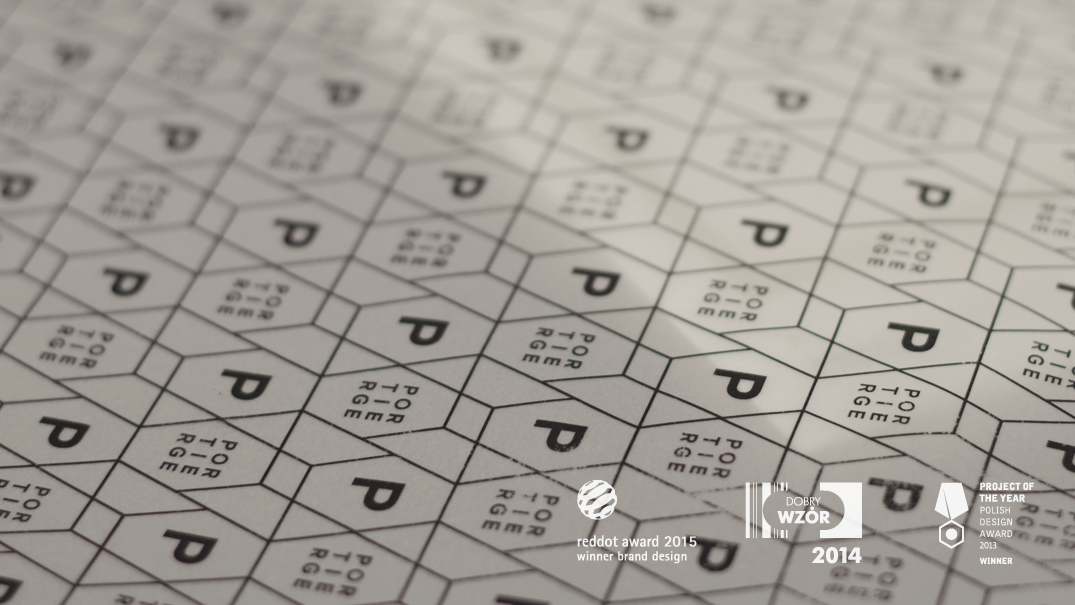 P
POR
TIE
RGE
reddot award 2015
winner brand design
DOBRY
WZÓR
2014
PROJECT OF
THE YEAR
POLISH
DESIGN
AWARD
2013
WINNER